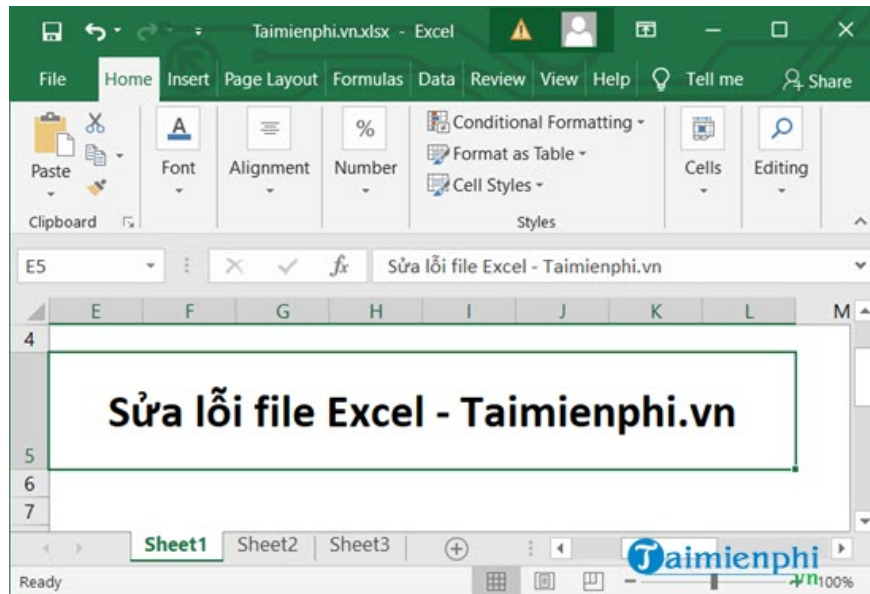 Taimienphi.vn.xlsx - Excel
File Home Insert Page Layout Formulas Data Review View Help Tell me Share
Paste Font Alignment Number Conditional Formatting Cells Editing
Format as Table
Cell Styles
Clipboard Styles
E5 fx Sửa lỗi file Excel - Taimienphi.vn
E F G H I J K L M
4
Sửa lỗi file Excel - Taimienphi.vn
5
6
7
Sheet1 Sheet2 Sheet3
Taimienphi
.vn
Ready 100%